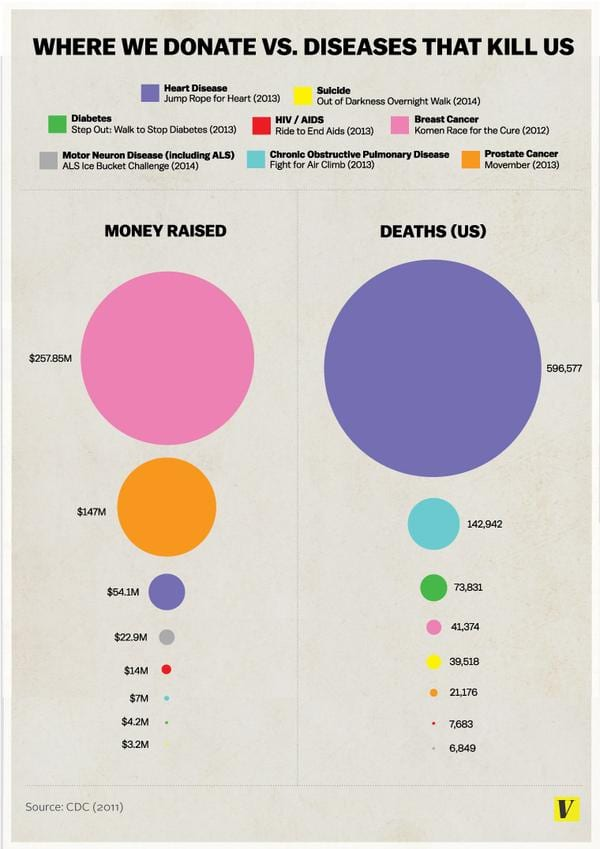 WHERE WE DONATE VS. DISEASES THAT KILL US
Heart Disease
Jump Rope for Heart (2013)
Suicide
Out of Darkness Overnight Walk (2014)
Diabetes
Step Out: Walk to Stop Diabetes (2013)
HIV / AIDS
Ride to End Aids (2013)
Breast Cancer
Komen Race for the Cure (2012)
Motor Neuron Disease (including ALS)
ALS Ice Bucket Challenge (2014)
Chronic Obstructive Pulmonary Disease
Fight for Air Climb (2013)
Prostate Cancer
Movember (2013)
MONEY RAISED
$257.85M
$147M
$54.1M
$22.9M
$14M
$7M
$4.2M
$3.2M
DEATHS (US)
596,577
142,942
73,831
41,374
39,518
21,176
7,683
6,849
Source: CDC (2011)
V